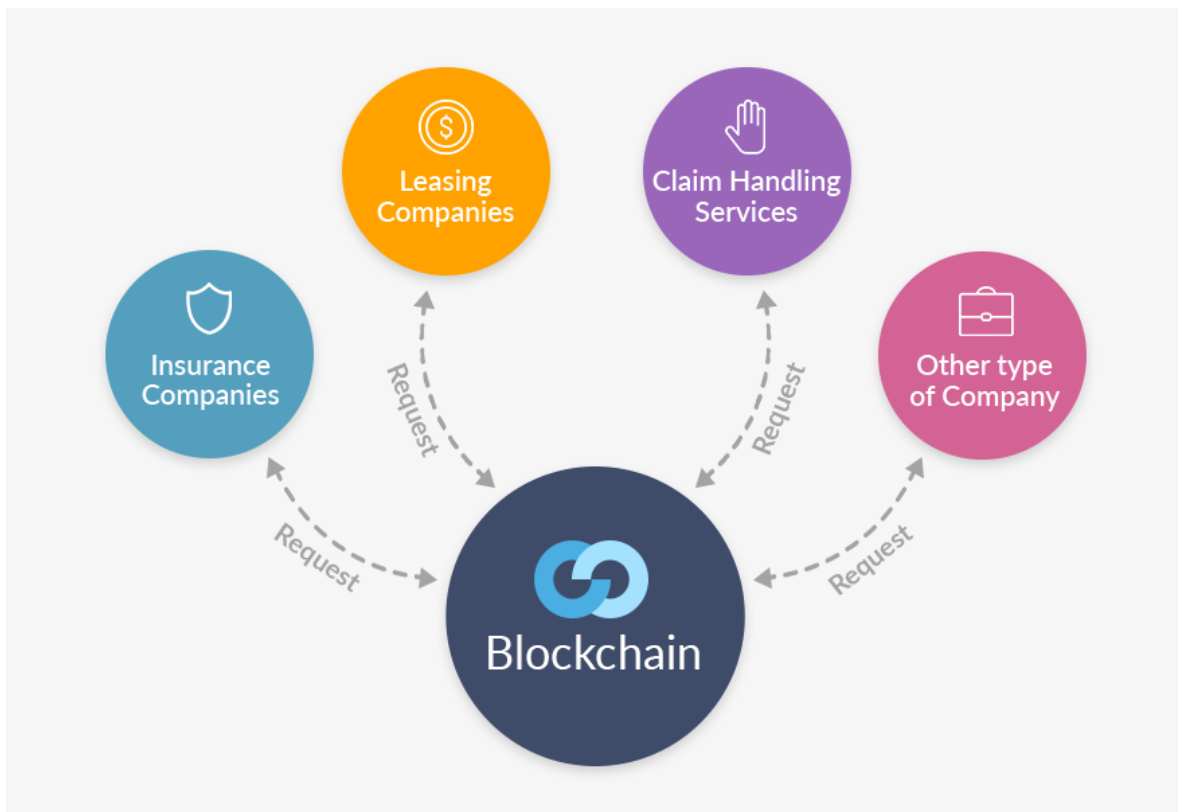 Leasing
Companies
Claim Handling
Services
Insurance
Companies
Other type
of Company
Request
Request
Request
Request
Blockchain